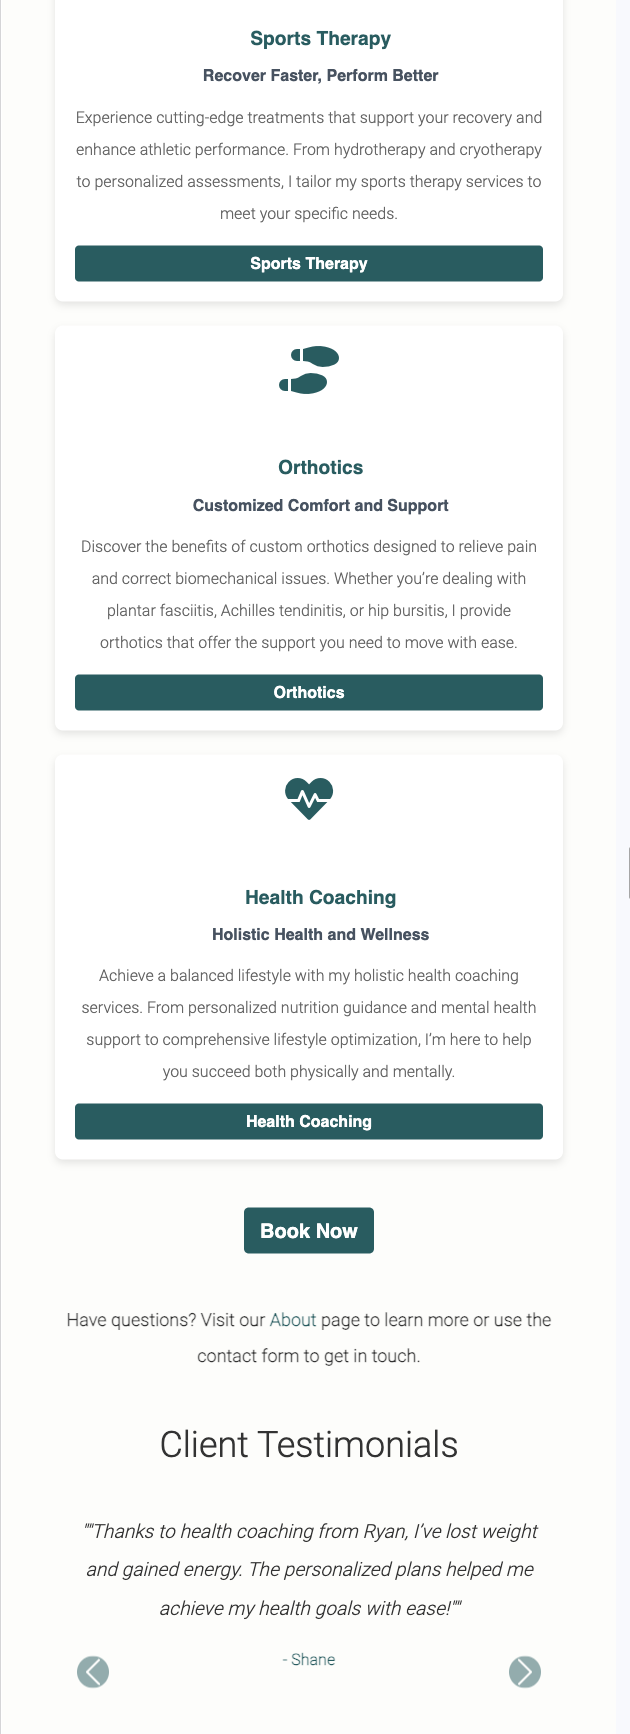 Sports Therapy
Recover Faster, Perform Better
Experience cutting-edge treatments that support your recovery and
enhance athletic performance. From hydrotherapy and cryotherapy
to personalized assessments, I tailor my sports therapy services to
meet your specific needs.
Sports Therapy
Orthotics
Customized Comfort and Support
Discover the benefits of custom orthotics designed to relieve pain
and correct biomechanical issues. Whether you’re dealing with
plantar fasciitis, Achilles tendinitis, or hip bursitis, I provide
orthotics that offer the support you need to move with ease.
Orthotics
Health Coaching
Holistic Health and Wellness
Achieve a balanced lifestyle with my holistic health coaching
services. From personalized nutrition guidance and mental health
support to comprehensive lifestyle optimization, I’m here to help
you succeed both physically and mentally.
Health Coaching
Book Now
Have questions? Visit our About page to learn more or use the
contact form to get in touch.
Client Testimonials
""Thanks to health coaching from Ryan, I’ve lost weight
and gained energy. The personalized plans helped me
achieve my health goals with ease!""
- Shane